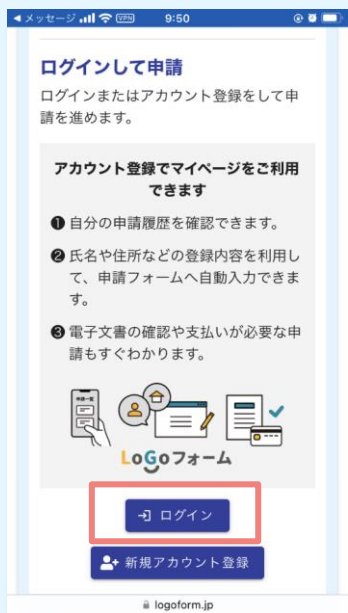 メッセージ VPN 9:50
ログインして申請
ログインまたはアカウント登録をして申
請を進めます。
アカウント登録でマイページをご利用
できます
❶ 自分の申請履歴を確認できます。
❷ 氏名や住所などの登録内容を利用し
て、申請フォームへ自動入力できま
す。
❸ 電子文書の確認や支払いが必要な申
請もすぐわかります。
申請一覧
LoGoフォーム
ログイン
新規アカウント登録
logoform.jp